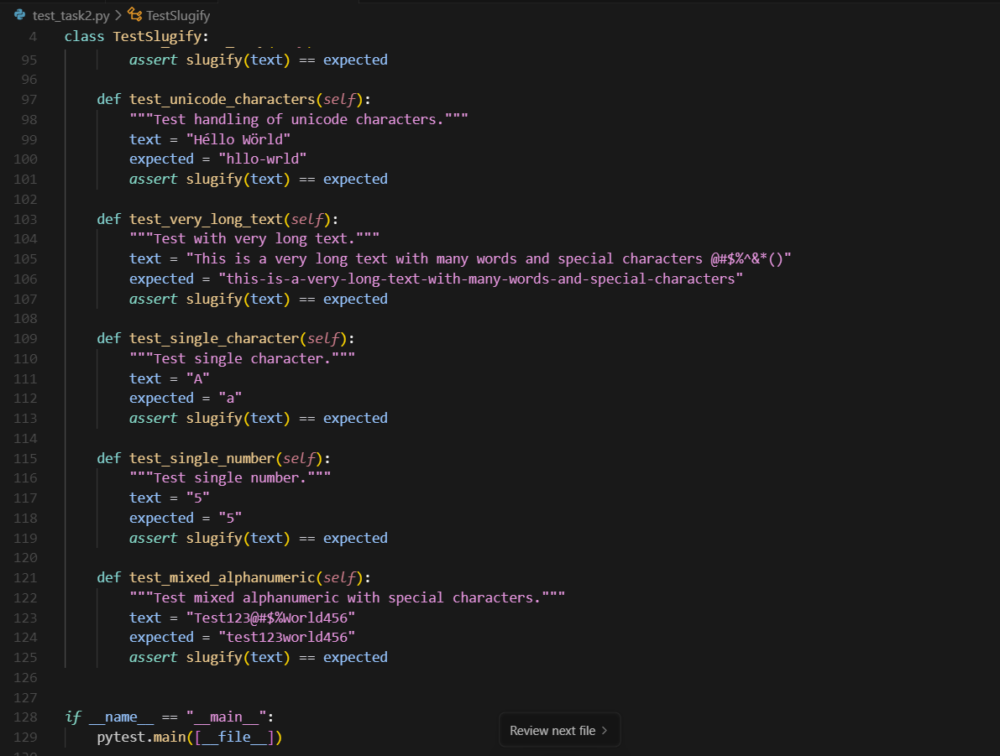 test_task2.py > TestSlugify
4 class TestSlugify:
95 assert slugify(text) == expected
96
97 def test_unicode_characters(self):
98 """Test handling of unicode characters."""
99 text = "Héllo Wörld"
100 expected = "hllo-wrld"
101 assert slugify(text) == expected
102
103 def test_very_long_text(self):
104 """Test with very long text."""
105 text = "This is a very long text with many words and special characters @#$%^&*()"
106 expected = "this-is-a-very-long-text-with-many-words-and-special-characters"
107 assert slugify(text) == expected
108
109 def test_single_character(self):
110 """Test single character."""
111 text = "A"
112 expected = "a"
113 assert slugify(text) == expected
114
115 def test_single_number(self):
116 """Test single number."""
117 text = "5"
118 expected = "5"
119 assert slugify(text) == expected
120
121 def test_mixed_alphanumeric(self):
122 """Test mixed alphanumeric with special characters."""
123 text = "Test123@#$%World456"
124 expected = "test123world456"
125 assert slugify(text) == expected
126
127
128 if __name__ == "__main__":
129 pytest.main([__file__])
Review next file >